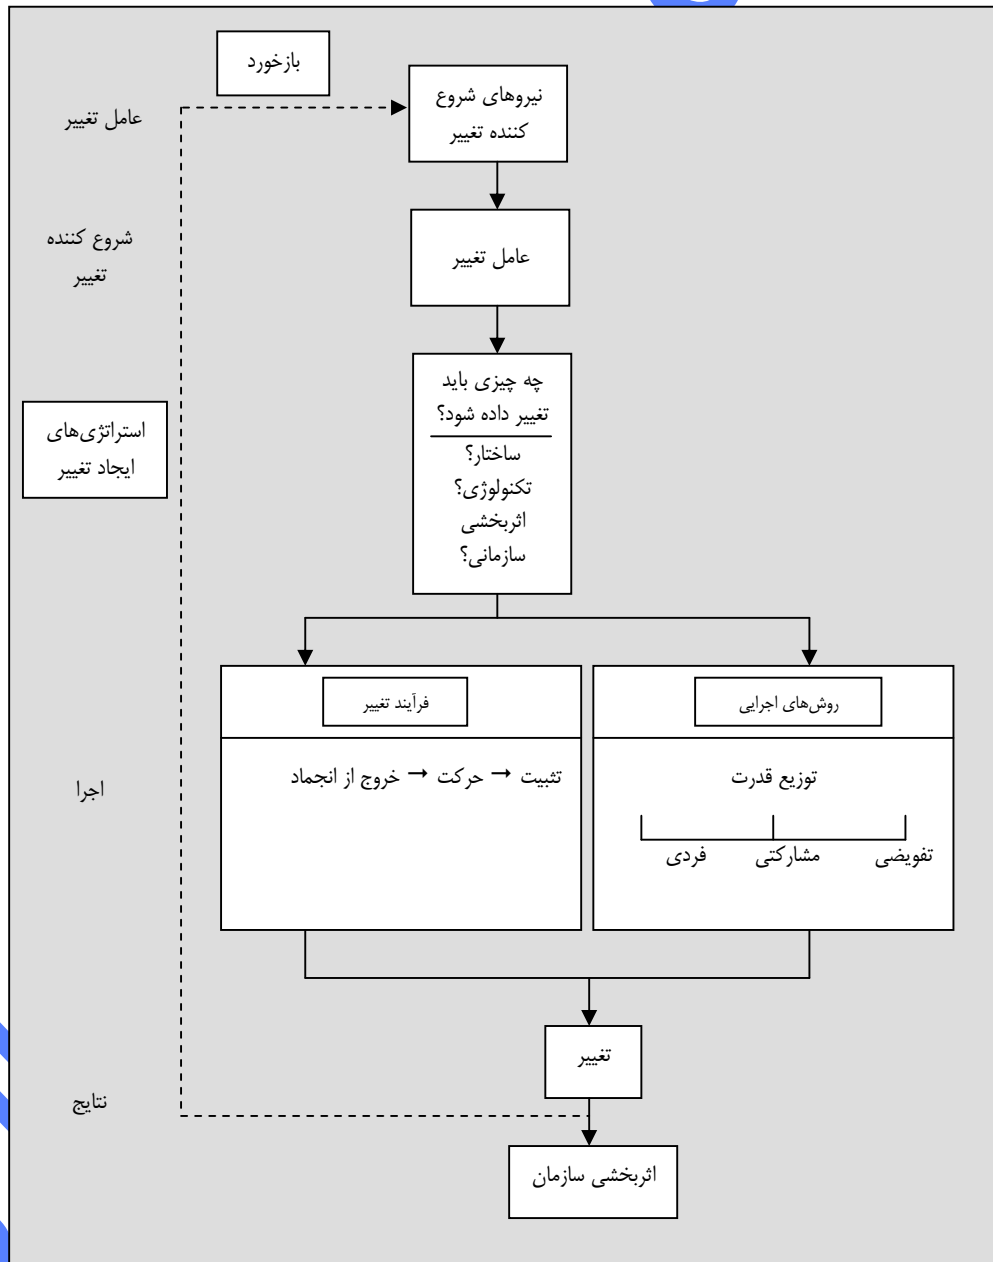 بازخورد
نیروهای شروع
کننده تغییر
عامل تغییر
شروع کننده
تغییر
عامل تغییر
چه چیزی باید
تغییر داده شود؟
ساختار؟
تکنولوژی؟
اثربخشی
سازمانی؟
استراتژی‌های
ایجاد تغییر
روش‌های اجرایی
فرآیند تغییر
توزیع قدرت
تفویضی
مشارکتی
فردی
تثبیت → حرکت → خروج از انجماد
اجرا
تغییر
نتایج
اثربخشی سازمان